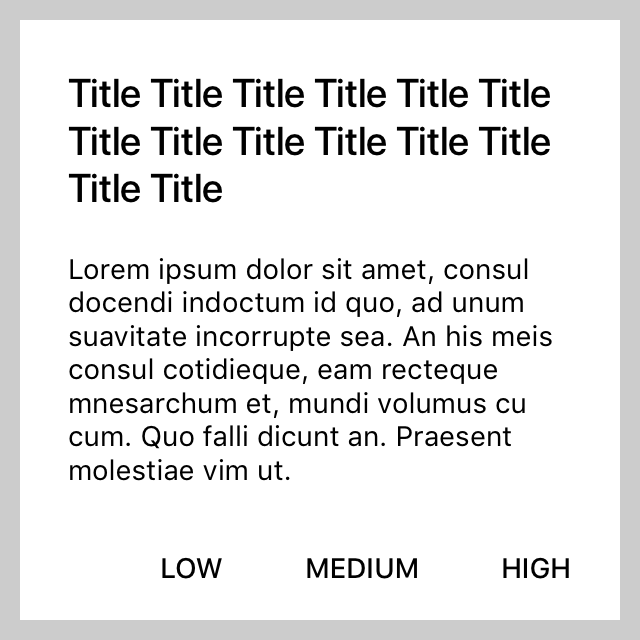 Title Title Title Title Title Title
Title Title Title Title Title Title
Title Title
Lorem ipsum dolor sit amet, consul
docendi indoctum id quo, ad unum
suavitate incorrupte sea. An his meis
consul cotidieque, eam recteque
mnesarchum et, mundi volumus cu
cum. Quo falli dicunt an. Praesent
molestiae vim ut.
LOW MEDIUM HIGH